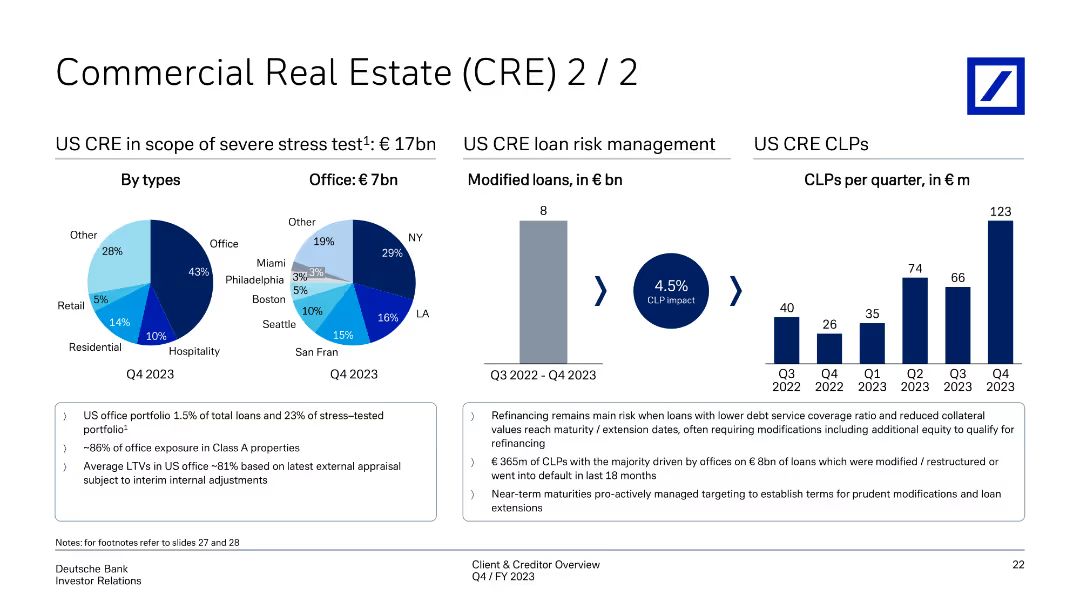 Commercial Real Estate (CRE) 2 / 2
US CRE in scope of severe stress test¹: € 17bn
By types
Office: € 7bn
Other
28%
Office
43%
Retail
5%
14%
Residential
10%
Hospitality
Q4 2023
Other
19%
NY
29%
Miami
3%
Philadelphia
3%
Boston
5%
Seattle
10%
LA
16%
San Fran
15%
Q4 2023
US CRE loan risk management
Modified loans, in € bn
8
Q3 2022 - Q4 2023
4.5%
CLP impact
US CRE CLPs
CLPs per quarter, in € m
40
26
35
74
66
123
Q3 Q4 Q1 Q2 Q3 Q4
2022 2022 2023 2023 2023 2023
US office portfolio 1.5% of total loans and 23% of stress–tested
portfolio¹
~86% of office exposure in Class A properties
Average LTVs in US office ~81% based on latest external appraisal
subject to interim internal adjustments
Refinancing remains main risk when loans with lower debt service coverage ratio and reduced collateral
values reach maturity / extension dates, often requiring modifications including additional equity to qualify for
refinancing
€ 365m of CLPs with the majority driven by offices on € 8bn of loans which were modified / restructured or
went into default in last 18 months
Near-term maturities pro-actively managed targeting to establish terms for prudent modifications and loan
extensions
Notes: for footnotes refer to slides 27 and 28
Deutsche Bank
Investor Relations
Client & Creditor Overview
Q4 / FY 2023
22